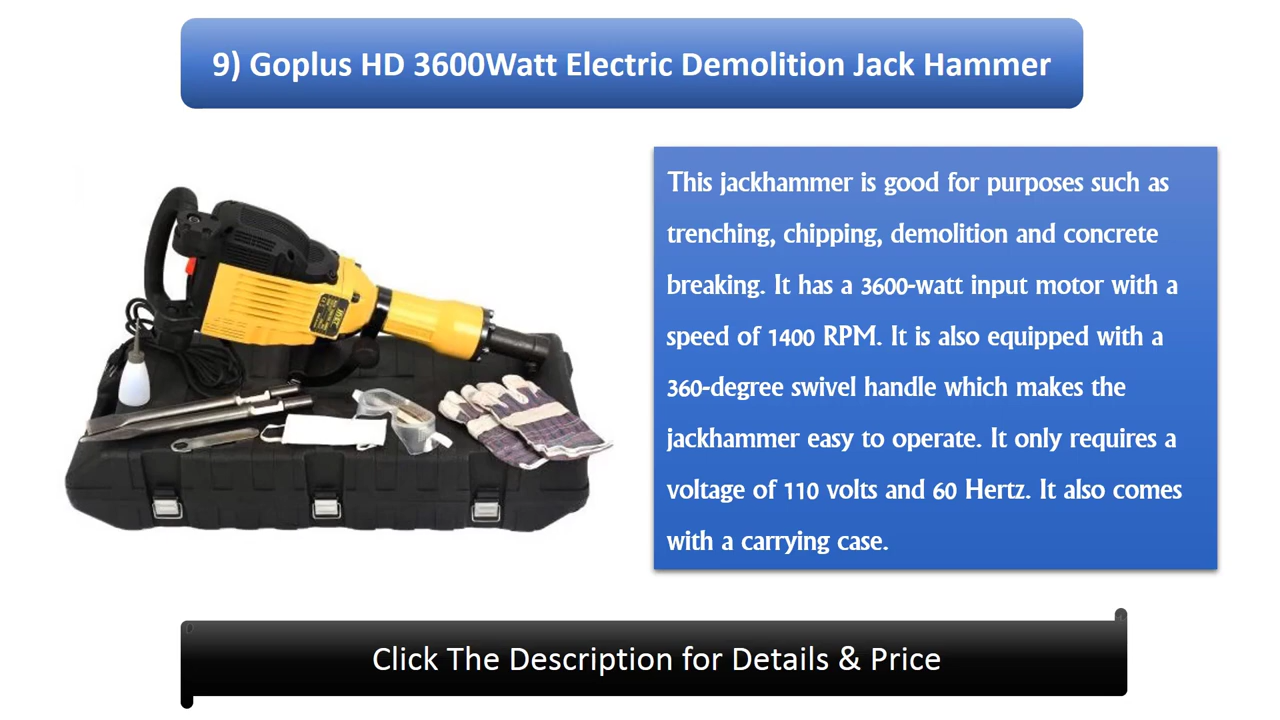 9) Goplus HD 3600Watt Electric Demolition Jack Hammer
This jackhammer is good for purposes such as
trenching, chipping, demolition and concrete
breaking. It has a 3600-watt input motor with a
speed of 1400 RPM. It is also equipped with a
360-degree swivel handle which makes the
jackhammer easy to operate. It only requires a
voltage of 110 volts and 60 Hertz. It also comes
with a carrying case.
Click The Description for Details & Price